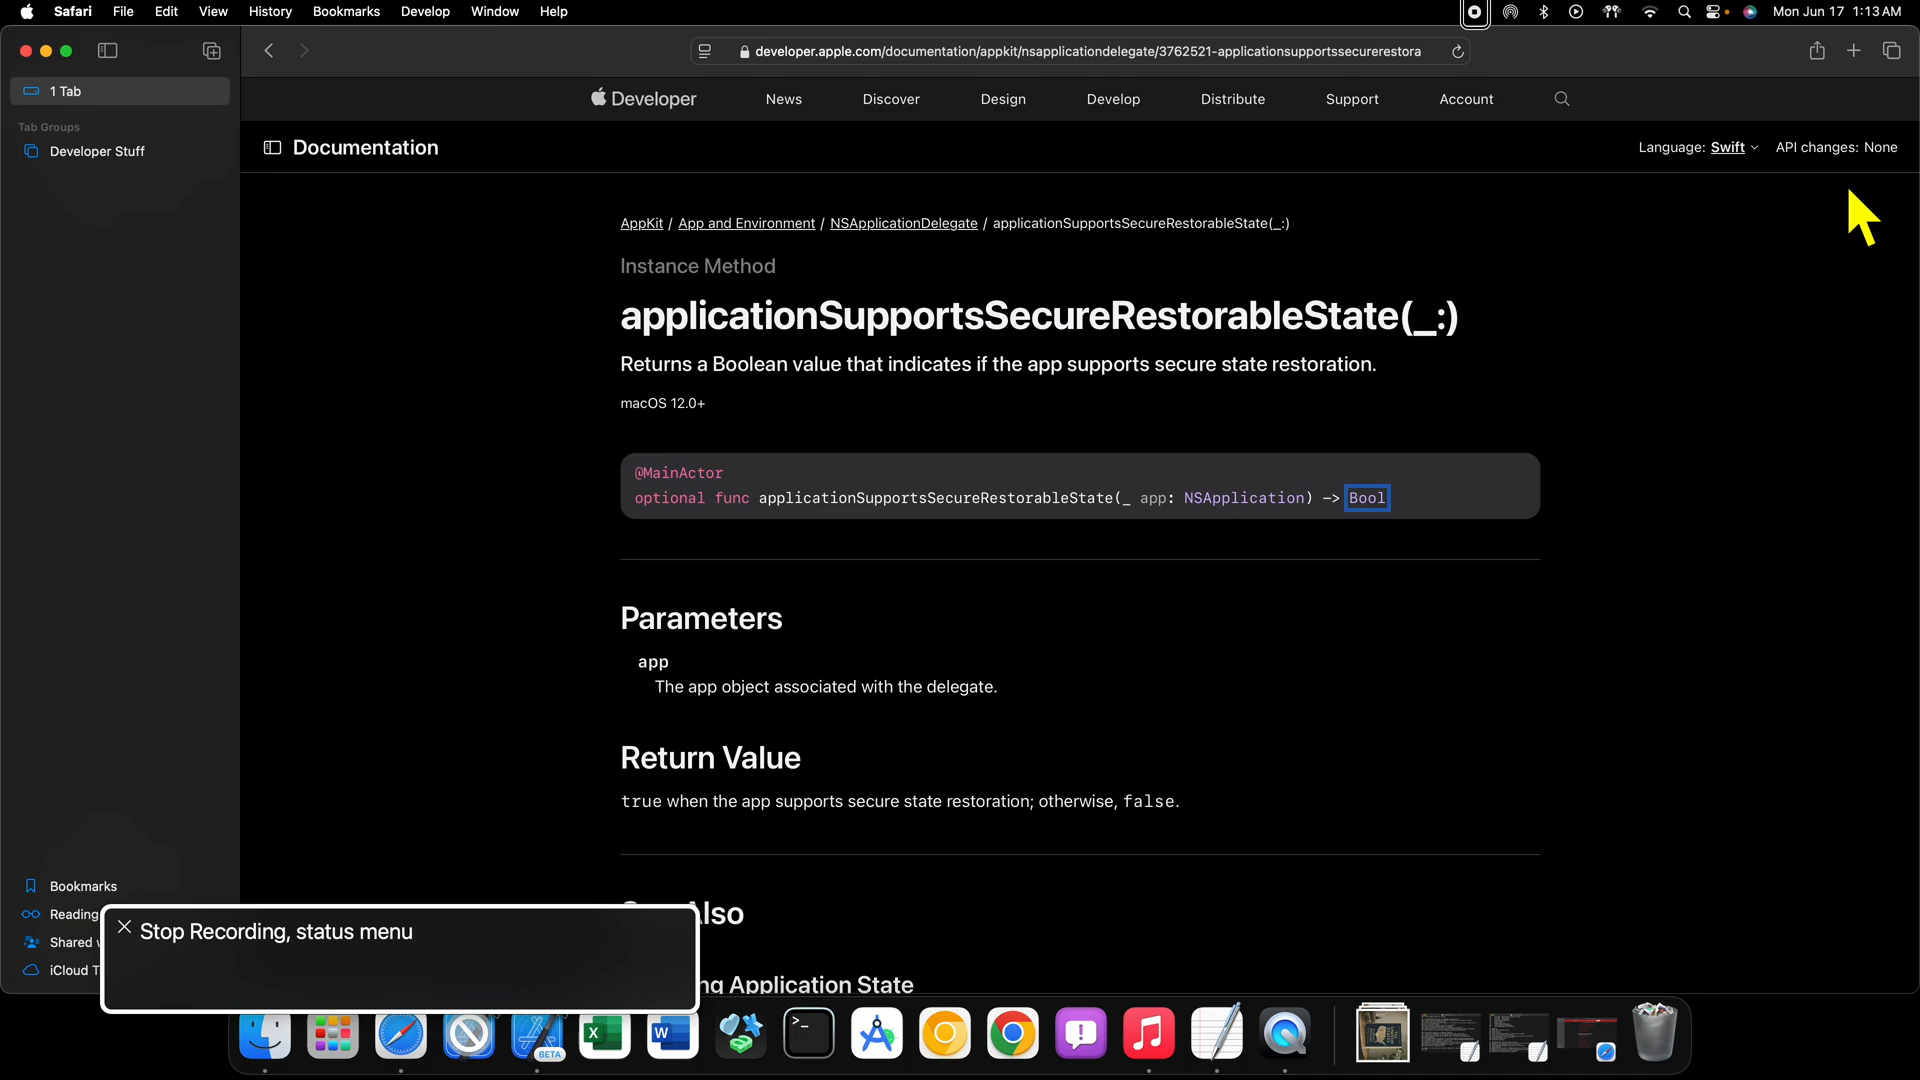 Safari File Edit View History Bookmarks Develop Window Help Mon Jun 17 1:13 AM
developer.apple.com/documentation/appkit/nsapplicationdelegate/3762521-applicationsupportssecurerestora
1 Tab
Tab Groups
Developer Stuff
Developer News Discover Design Develop Distribute Support Account
Documentation
Language: Swift API changes: None
AppKit / App and Environment / NSApplicationDelegate / applicationSupportsSecureRestorableState(_:)
Instance Method
applicationSupportsSecureRestorableState(_:)
Returns a Boolean value that indicates if the app supports secure state restoration.
macOS 12.0+
@MainActor
optional func applicationSupportsSecureRestorableState(_ app: NSApplication) -> Bool
Parameters
app
The app object associated with the delegate.
Return Value
true when the app supports secure state restoration; otherwise, false.
Also
ng Application State
Bookmarks
Reading
Shared
iCloud T
Stop Recording, status menu
BETA